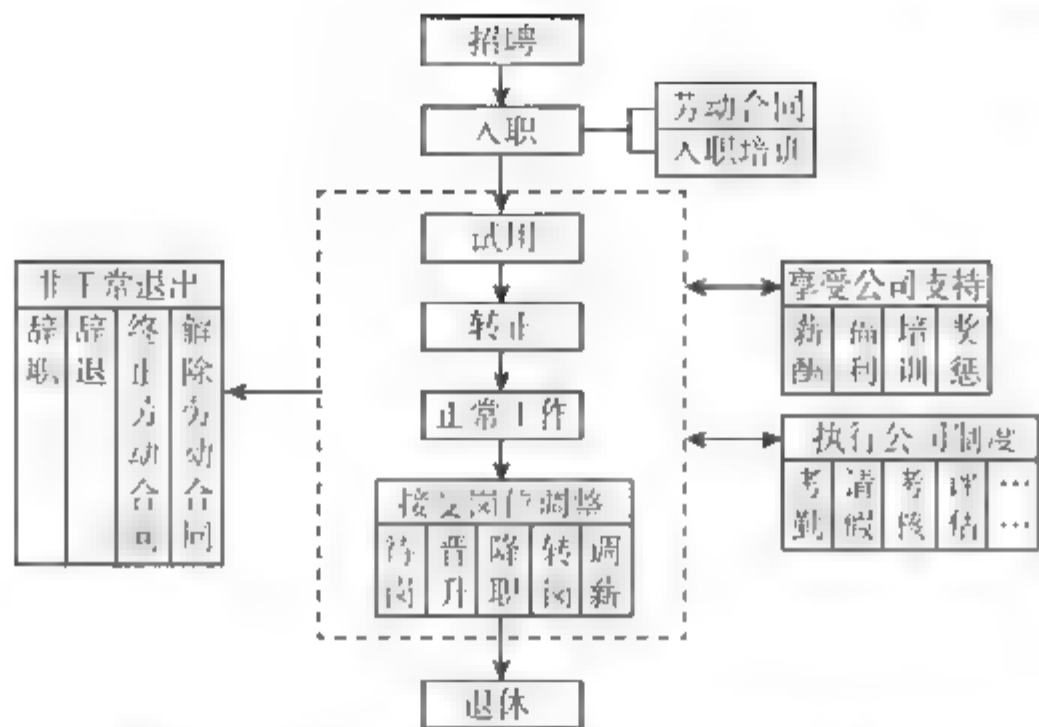 招聘
入职
劳动合同
入职培训
试用
转正
正常工作
接受岗位调整
待岗
晋升
降职
转岗
调薪
退休
非正常退出
辞职
辞退
终止劳动合同
解除劳动合同
享受公司支持
薪酬
福利
培训
奖惩
执行公司制度
考勤
请假
考核
评估
……